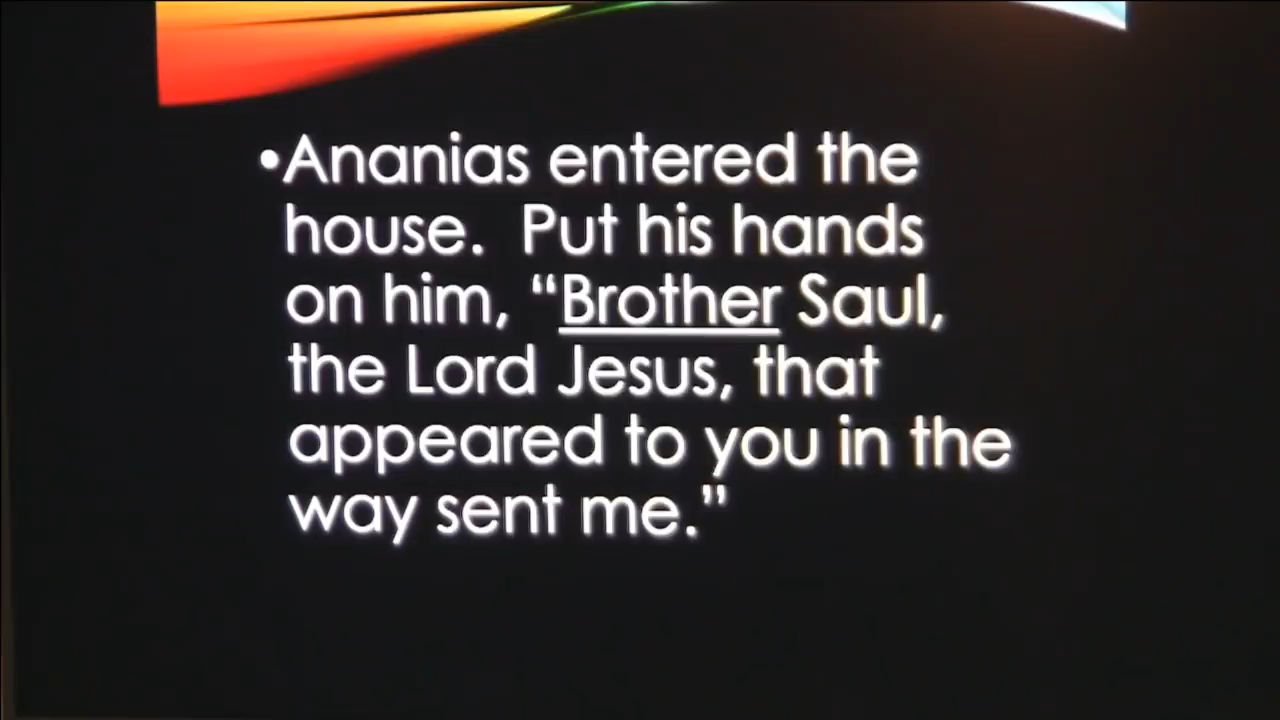 •Ananias entered the
house.  Put his hands
on him, “Brother Saul,
the Lord Jesus, that
appeared to you in the
way sent me.”